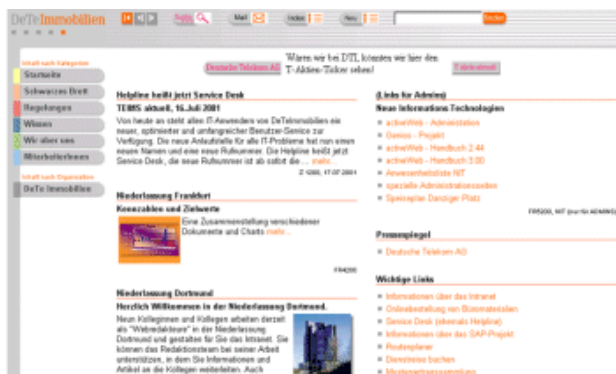 DeTeImmobilien
Suche
Mail
Index
Neu
Suchen
Inhalt nach Kategorien
Startseite
Schwarzes Brett
Regelungen
Wissen
Wir über uns
MitarbeiterInnen
Inhalt nach Organisation
DeTe Immobilien
Deutsche Telekom AG
Wären wir bei DTI, könnten wir hier den
T-Aktien-Ticker sehen!
Helpline heißt jetzt Service Desk
TEMIS aktuell, 16.Juli 2001
Von heute an steht allen IT-Anwendern von DeTeImmobilien ein
neuer, optimierter und umfangreicher Benutzer-Service zur
Verfügung. Die neue Anlaufstelle für alle IT-Probleme hat nun einen
neuen Namen und eine neue Rufnummer. Die Helpline heißt jetzt
Service Desk, die neue Rufnummer ist ab sofort die ... mehr...
Z 1200, 17.07.2001
Niederlassung Frankfurt
Kennzahlen und Zielwerte
Eine Zusammenstellung verschiedener
Dokumente und Charts mehr...
FR4200
Niederlassung Dortmund
Herzlich Willkommen in der Niederlassung Dortmund.
Neun Kolleginnen und Kollegen arbeiten derzeit
als "Webredakteure" in der Niederlassung
Dortmund und gestalten für Sie das Intranet. Sie
können das Redaktionsteam bei seiner Arbeit
unterstützen, in dem Sie Informationen und
Artikel an die Kollegen weiterleiten. Auch
(Links für Admins)
Neue Informations-Technologien
activeWeb - Administration
Genios - Projekt
activeWeb - Handbuch 2.44
activeWeb - Handbuch 3.00
Anwesenheitsliste NIT
spezielle Administrationsseiten
Speiseplan Danziger Platz
FR5200, NIT (nur für ADMINS)
Pressespiegel
Deutsche Telekom AG
Wichtige Links
Informationen über das Intranet
Onlinebestellung von Büromaterialien
Service Desk (ehemals Helpline)
Informationen über das SAP-Projekt
Routenplaner
Dienstreise buchen